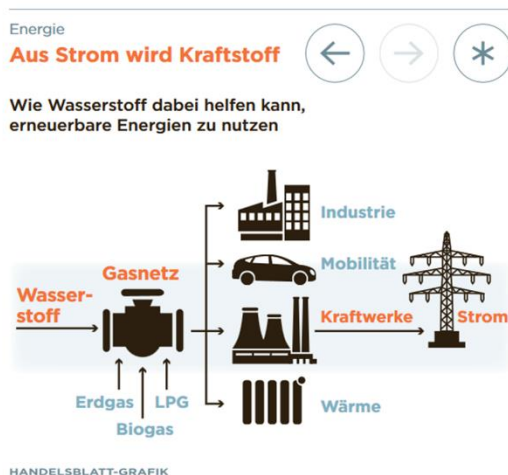 Energie
Aus Strom wird Kraftstoff
Wie Wasserstoff dabei helfen kann,
erneuerbare Energien zu nutzen
Industrie
Mobilität
Gasnetz
Wasser-
stoff
Kraftwerke
Strom
Erdgas
LPG
Biogas
Wärme
HANDELSBLATT-GRAFIK